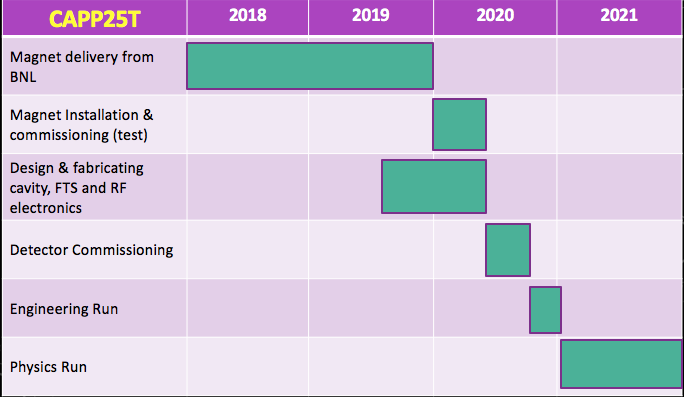 CAPP25T 2018 2019 2020 2021
Magnet delivery from
BNL
Magnet Installation &
commissioning (test)
Design & fabricating
cavity, FTS and RF
electronics
Detector Commissioning
Engineering Run
Physics Run